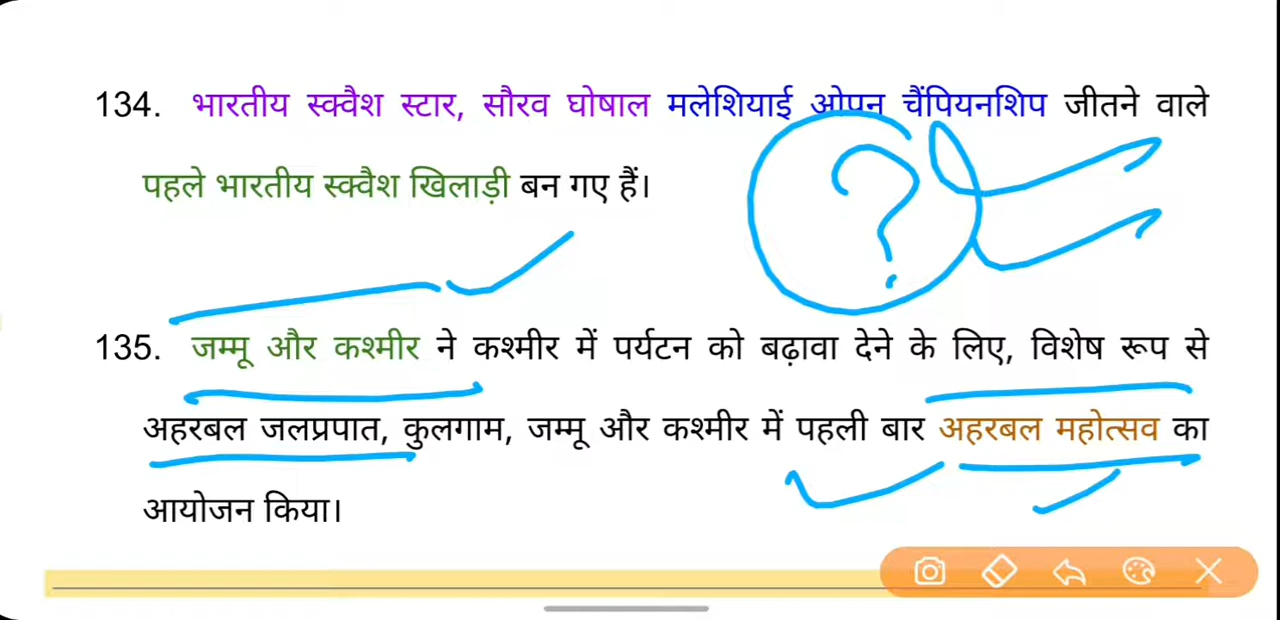 134. भारतीय स्क्वैश स्टार, सौरव घोषाल मलेशियाई ओपन चैंपियनशिप जीतने वाले
पहले भारतीय स्क्वैश खिलाड़ी बन गए हैं।
?
135. जम्मू और कश्मीर ने कश्मीर में पर्यटन को बढ़ावा देने के लिए, विशेष रूप से
अहरबल जलप्रपात, कुलगाम, जम्मू और कश्मीर में पहली बार अहरबल महोत्सव का
आयोजन किया।